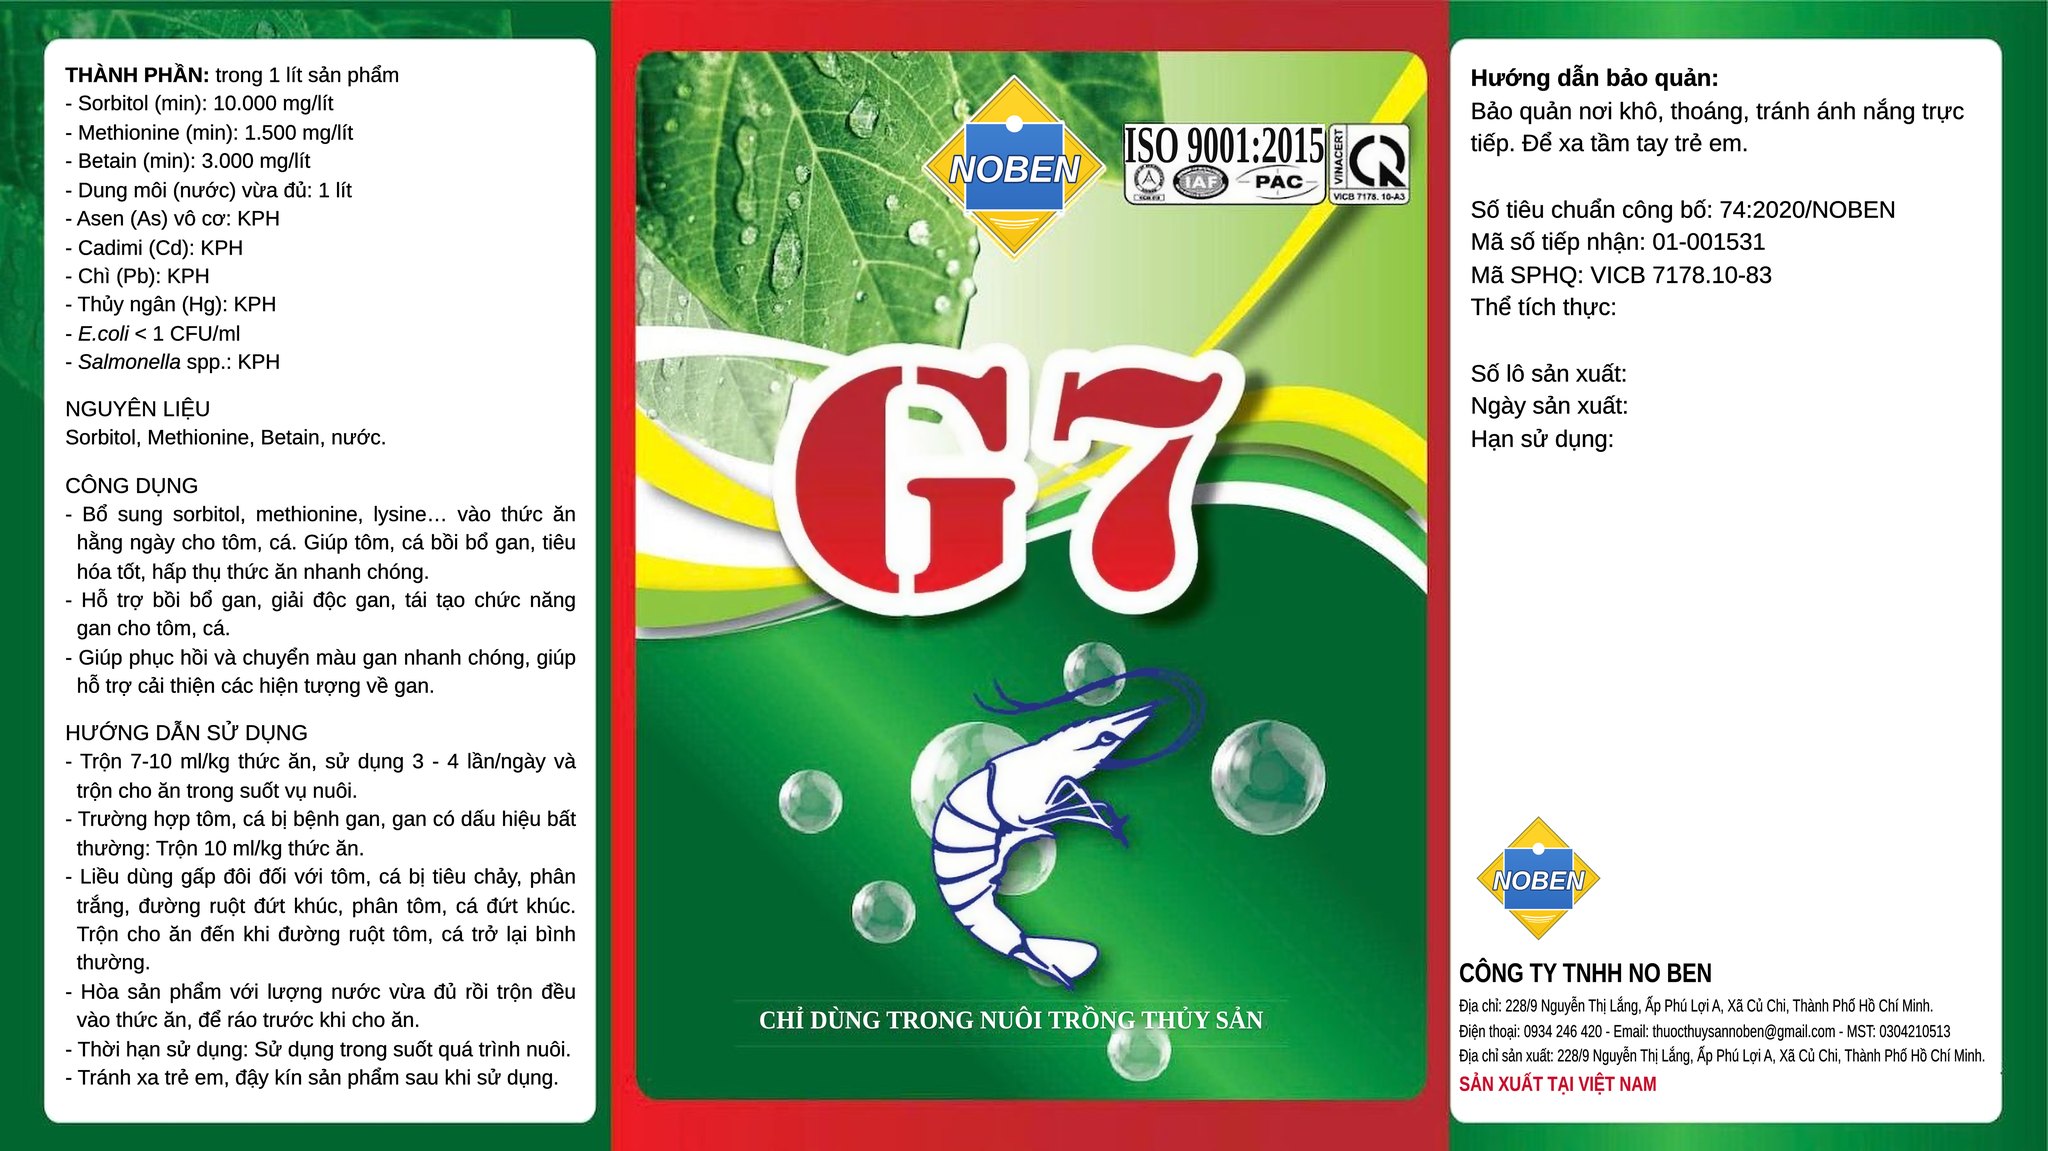 THÀNH PHẦN: trong 1 lít sản phẩm
- Sorbitol (min): 10.000 mg/lít
- Methionine (min): 1.500 mg/lít
- Betain (min): 3.000 mg/lít
- Dung môi (nước) vừa đủ: 1 lít
- Asen (As) vô cơ: KPH
- Cadimi (Cd): KPH
- Chì (Pb): KPH
- Thủy ngân (Hg): KPH
- E.coli < 1 CFU/ml
- Salmonella spp.: KPH
NGUYÊN LIỆU
Sorbitol, Methionine, Betain, nước.
CÔNG DỤNG
- Bổ sung sorbitol, methionine, lysine… vào thức ăn
hằng ngày cho tôm, cá. Giúp tôm, cá bồi bổ gan, tiêu
hóa tốt, hấp thụ thức ăn nhanh chóng.
- Hỗ trợ bồi bổ gan, giải độc gan, tái tạo chức năng
gan cho tôm, cá.
- Giúp phục hồi và chuyển màu gan nhanh chóng, giúp
hỗ trợ cải thiện các hiện tượng về gan.
HƯỚNG DẪN SỬ DỤNG
- Trộn 7-10 ml/kg thức ăn, sử dụng 3 - 4 lần/ngày và
trộn cho ăn trong suốt vụ nuôi.
- Trường hợp tôm, cá bị bệnh gan, gan có dấu hiệu bất
thường: Trộn 10 ml/kg thức ăn.
- Liều dùng gấp đôi đối với tôm, cá bị tiêu chảy, phân
trắng, đường ruột đứt khúc, phân tôm, cá đứt khúc.
Trộn cho ăn đến khi đường ruột tôm, cá trở lại bình
thường.
- Hòa sản phẩm với lượng nước vừa đủ rồi trộn đều
vào thức ăn, để ráo trước khi cho ăn.
- Thời hạn sử dụng: Sử dụng trong suốt quá trình nuôi.
- Tránh xa trẻ em, đậy kín sản phẩm sau khi sử dụng.
NOBEN
ISO 9001:2015
IAF
PAC
VINACERT
VICB 7178. 10-A3
G7
CHỈ DÙNG TRONG NUÔI TRỒNG THỦY SẢN
Hướng dẫn bảo quản:
Bảo quản nơi khô, thoáng, tránh ánh nắng trực
tiếp. Để xa tầm tay trẻ em.
Số tiêu chuẩn công bố: 74:2020/NOBEN
Mã số tiếp nhận: 01-001531
Mã SPHQ: VICB 7178.10-83
Thể tích thực:
Số lô sản xuất:
Ngày sản xuất:
Hạn sử dụng:
NOBEN
CÔNG TY TNHH NO BEN
Địa chỉ: 228/9 Nguyễn Thị Lắng, Ấp Phú Lợi A, Xã Củ Chi, Thành Phố Hồ Chí Minh.
Điện thoại: 0934 246 420 - Email: thuocthuysannoben@gmail.com - MST: 0304210513
Địa chỉ sản xuất: 228/9 Nguyễn Thị Lắng, Ấp Phú Lợi A, Xã Củ Chi, Thành Phố Hồ Chí Minh.
SẢN XUẤT TẠI VIỆT NAM